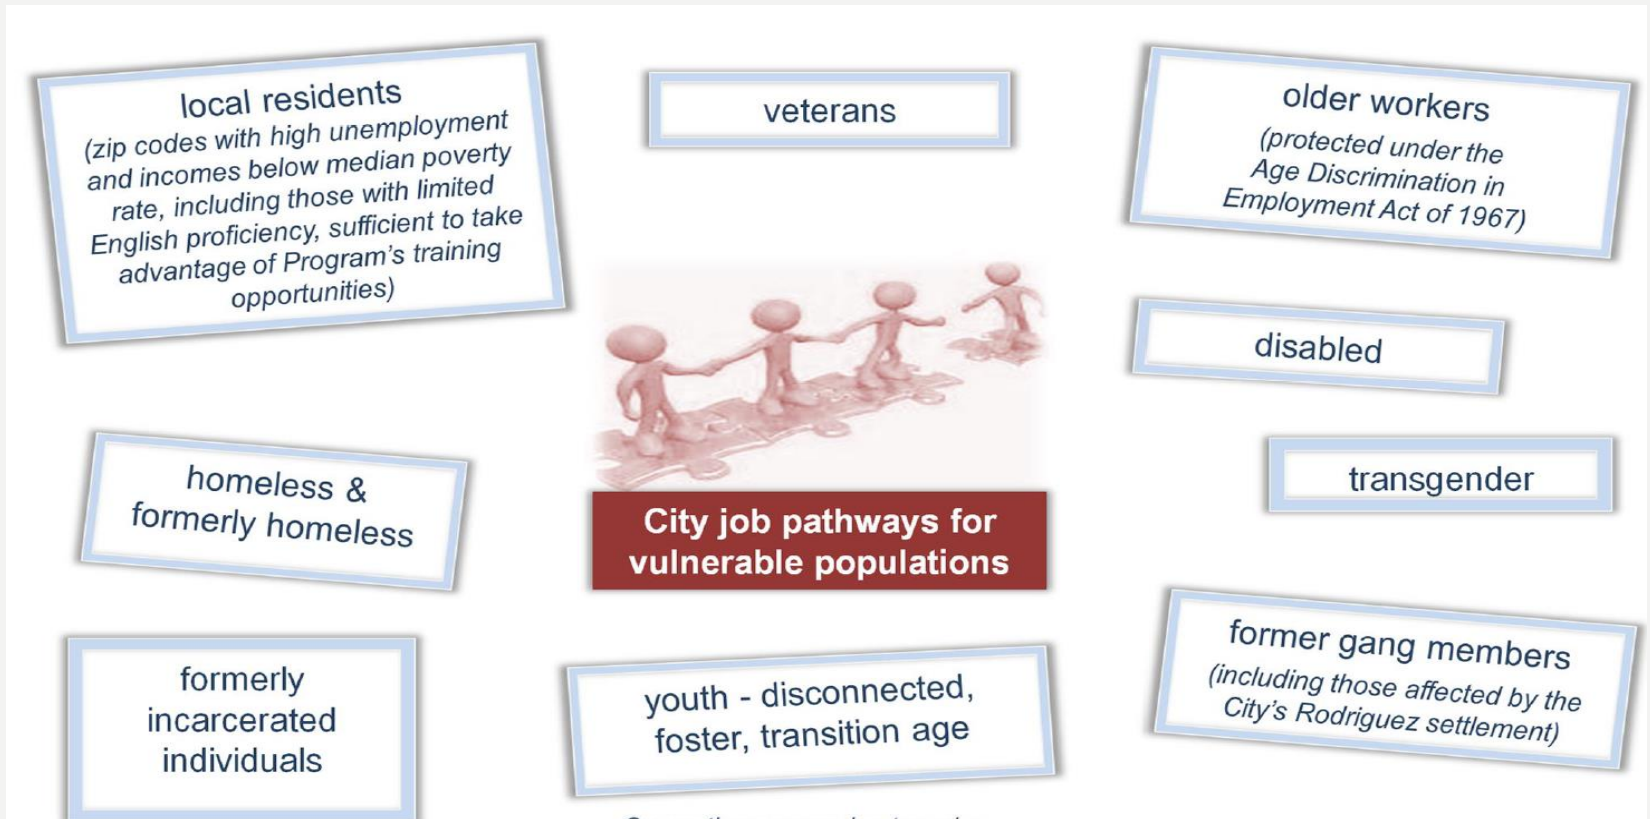 local residents
(zip codes with high unemployment
and incomes below median poverty
rate, including those with limited
English proficiency, sufficient to take
advantage of Program's training
opportunities)
veterans
older workers
(protected under the
Age Discrimination in
Employment Act of 1967)
disabled
homeless &
formerly homeless
transgender
City job pathways for
vulnerable populations
formerly
incarcerated
individuals
youth - disconnected,
foster, transition age
former gang members
(including those affected by the
City's Rodriguez settlement)